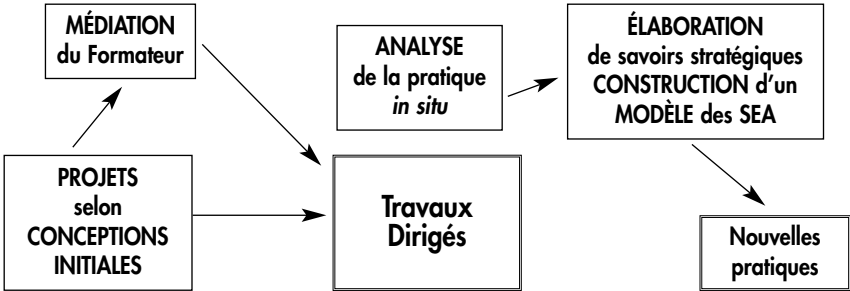 MÉDIATION
du Formateur
ANALYSE
de la pratique
in situ
ÉLABORATION
de savoirs stratégiques
CONSTRUCTION d'un
MODÈLE des SEA
PROJETS
selon
CONCEPTIONS
INITIALES
Travaux
Dirigés
Nouvelles
pratiques